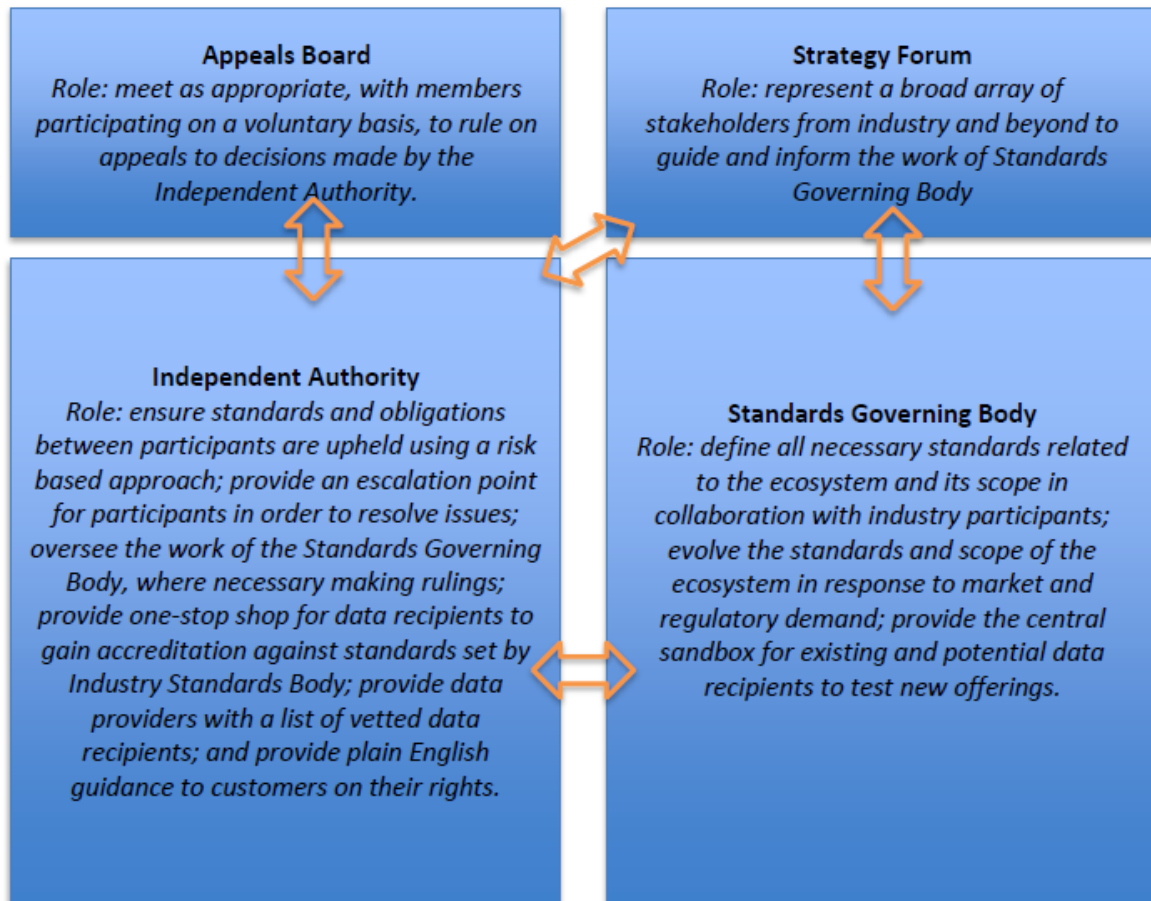 Appeals Board
Role: meet as appropriate, with members
participating on a voluntary basis, to rule on
appeals to decisions made by the
Independent Authority.
Strategy Forum
Role: represent a broad array of
stakeholders from industry and beyond to
guide and inform the work of Standards
Governing Body
Independent Authority
Role: ensure standards and obligations
between participants are upheld using a risk
based approach; provide an escalation point
for participants in order to resolve issues;
oversee the work of the Standards Governing
Body, where necessary making rulings;
provide one-stop shop for data recipients to
gain accreditation against standards set by
Industry Standards Body; provide data
providers with a list of vetted data
recipients; and provide plain English
guidance to customers on their rights.
Standards Governing Body
Role: define all necessary standards related
to the ecosystem and its scope in
collaboration with industry participants;
evolve the standards and scope of the
ecosystem in response to market and
regulatory demand; provide the central
sandbox for existing and potential data
recipients to test new offerings.